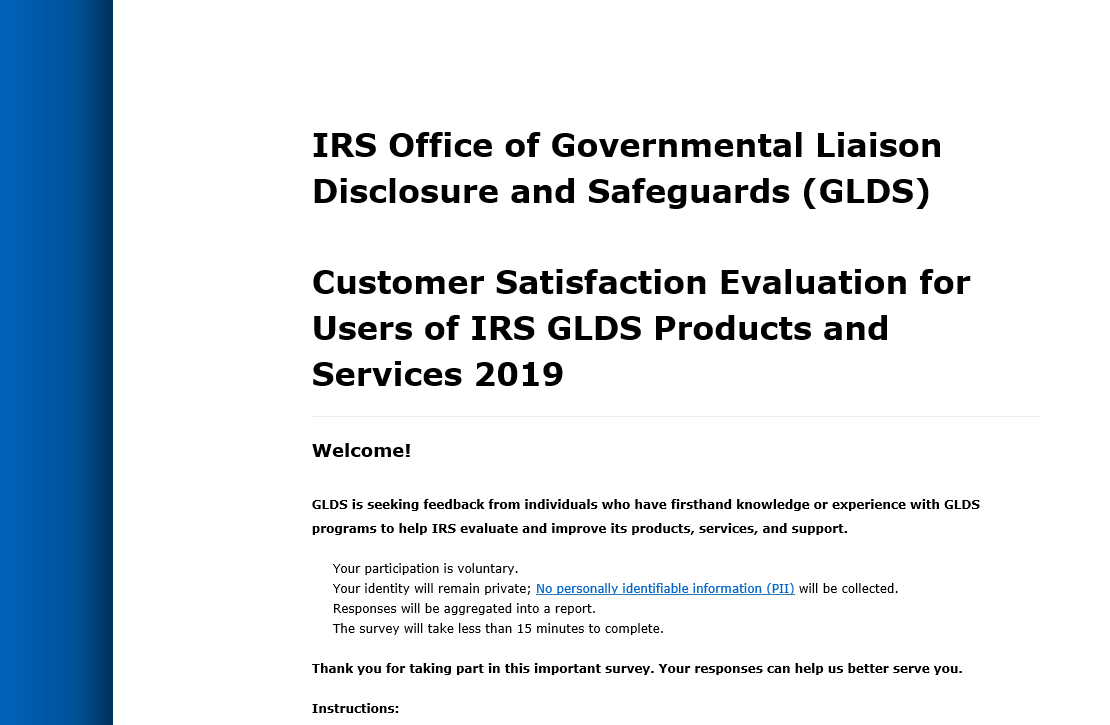 IRS Office of Governmental Liaison
Disclosure and Safeguards (GLDS)
Customer Satisfaction Evaluation for
Users of IRS GLDS Products and
Services 2019
Welcome!
GLDS is seeking feedback from individuals who have firsthand knowledge or experience with GLDS
programs to help IRS evaluate and improve its products, services, and support.
Your participation is voluntary.
Your identity will remain private; No personally identifiable information (PII) will be collected.
Responses will be aggregated into a report.
The survey will take less than 15 minutes to complete.
Thank you for taking part in this important survey. Your responses can help us better serve you.
Instructions: